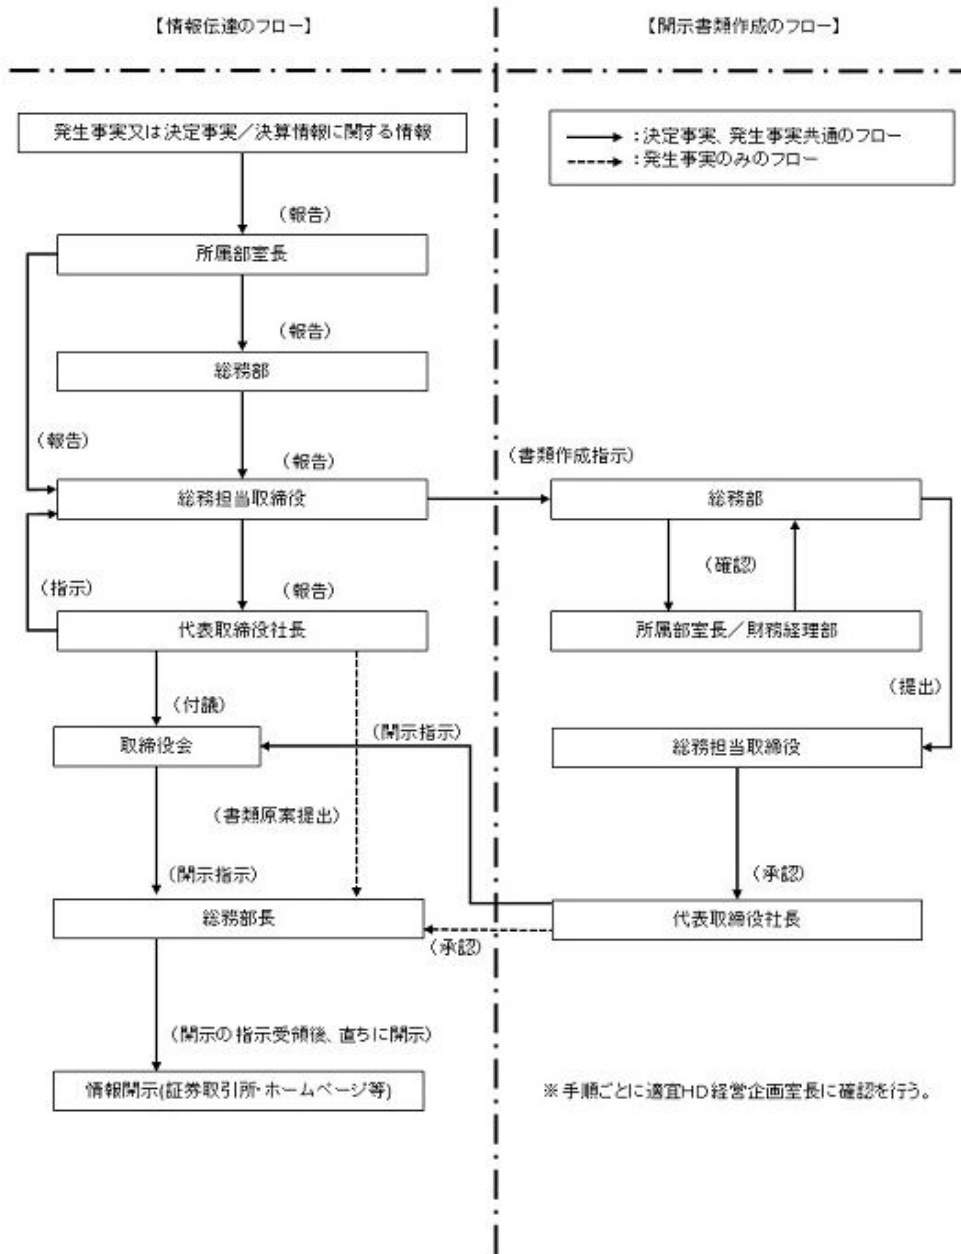 【情報伝達のフロー】
【開示書類作成のフロー】
発生事実又は決定事実／決算情報に関する情報
：決定事実、発生事実共通のフロー
：発生事実のみのフロー
（報告）
所属部室長
（報告）
総務部
（報告）
（報告）
（書類作成指示）
総務担当取締役
総務部
（確認）
（指示）
（報告）
代表取締役社長
所属部室長／財務経理部
（提出）
（付議）
（開示指示）
取締役会
総務担当取締役
（書類原案提出）
（開示指示）
（承認）
総務部長
代表取締役社長
（承認）
（開示の指示受領後、直ちに開示）
情報開示(証券取引所・ホームページ等)
※手順ごとに適宜HD経営企画室長に確認を行う。